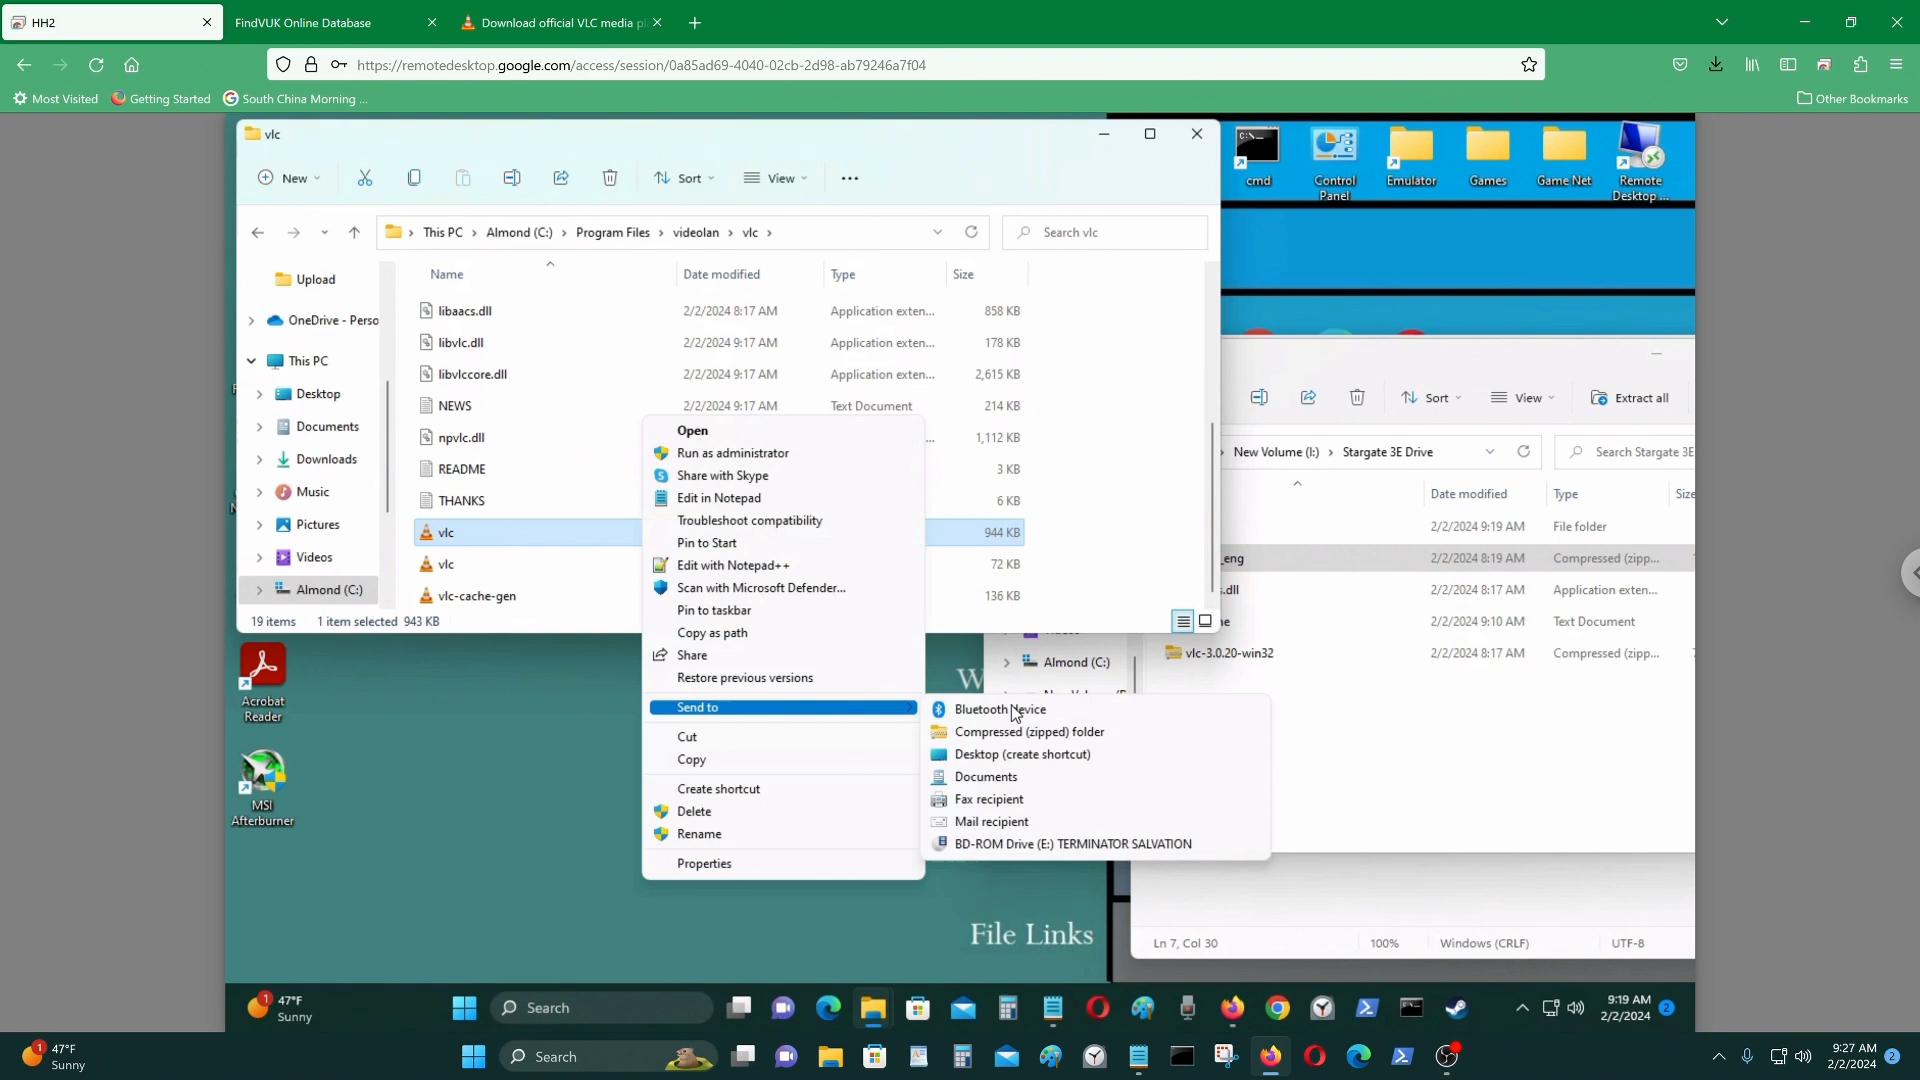 HH2
FindVUK Online Database
Download official VLC media pl
https://remotedesktop.google.com/access/session/0a85ad69-4040-02cb-2d98-ab79246a7f04
Most Visited
Getting Started
South China Morning ...
Other Bookmarks
vlc
New
Sort
View
This PC > Almond (C:) > Program Files > videolan > vlc >
Search vlc
Upload
OneDrive - Perso
This PC
Desktop
Documents
Downloads
Music
Pictures
Videos
Almond (C:)
Name Date modified Type Size
libaacs.dll 2/2/2024 8:17 AM Application exten... 858 KB
libvlc.dll 2/2/2024 9:17 AM Application exten... 178 KB
libvlccore.dll 2/2/2024 9:17 AM Application exten... 2,615 KB
NEWS 2/2/2024 9:17 AM Text Document 214 KB
npvlc.dll ... 1,112 KB
README 3 KB
THANKS 6 KB
vlc 944 KB
vlc 72 KB
vlc-cache-gen 136 KB
19 items 1 item selected 943 KB
Open
Run as administrator
Share with Skype
Edit in Notepad
Troubleshoot compatibility
Pin to Start
Edit with Notepad++
Scan with Microsoft Defender...
Pin to taskbar
Copy as path
Share
Restore previous versions
Send to
Cut
Copy
Create shortcut
Delete
Rename
Properties
Bluetooth device
Compressed (zipped) folder
Desktop (create shortcut)
Documents
Fax recipient
Mail recipient
BD-ROM Drive (E:) TERMINATOR SALVATION
cmd
Control Panel
Emulator
Games
Game Net
Remote Desktop ...
Sort
View
Extract all
New Volume (I:) > Stargate 3E Drive
Search Stargate 3E
Date modified Type Size
2/2/2024 9:19 AM File folder
_eng 2/2/2024 8:19 AM Compressed (zipp...
s.dll 2/2/2024 8:17 AM Application exten...
ne 2/2/2024 9:10 AM Text Document
vlc-3.0.20-win32 2/2/2024 8:17 AM Compressed (zipp...
Almond (C:)
Acrobat Reader
MSI Afterburner
W
File Links
Ln 7, Col 30
100%
Windows (CRLF)
UTF-8
1
47°F
Sunny
Search
9:19 AM
2/2/2024
2
1
47°F
Sunny
Search
9:27 AM
2/2/2024
2